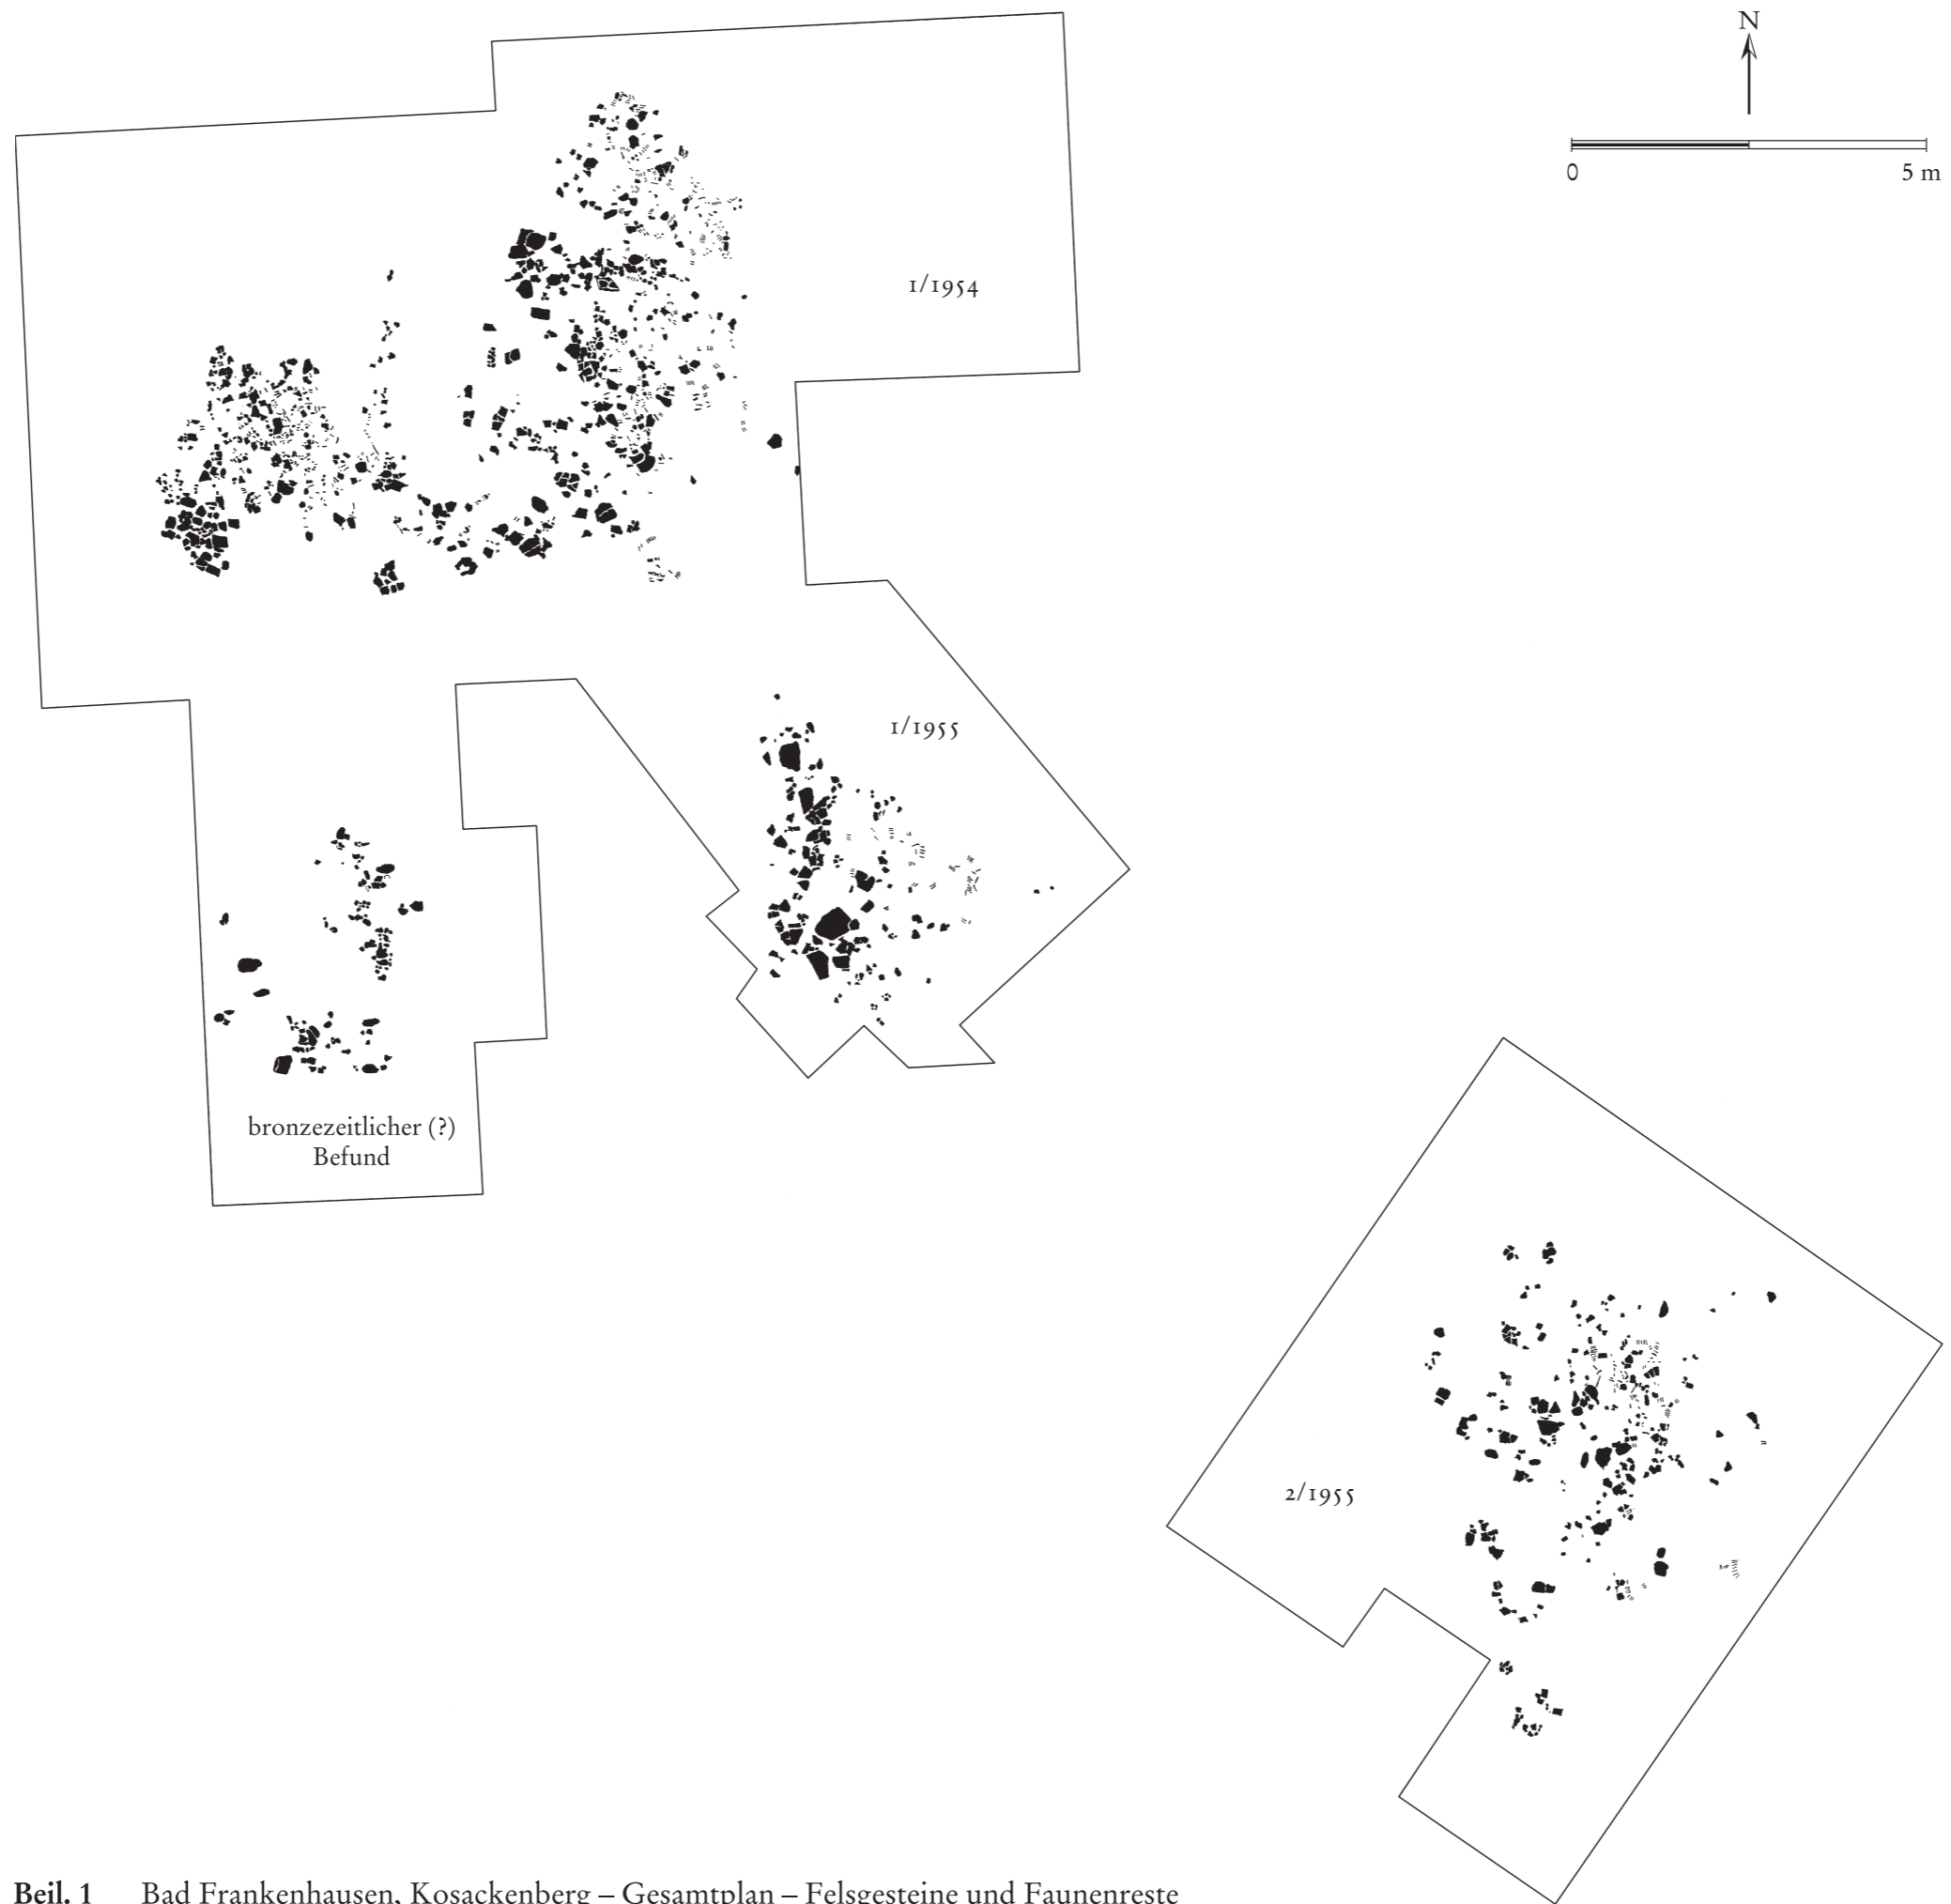 N
0 5 m
1/1954
1/1955
bronzezeitlicher (?)
Befund
2/1955
Beil. 1 Bad Frankenhausen, Kosackenberg – Gesamtplan – Felsgesteine und Faunenreste